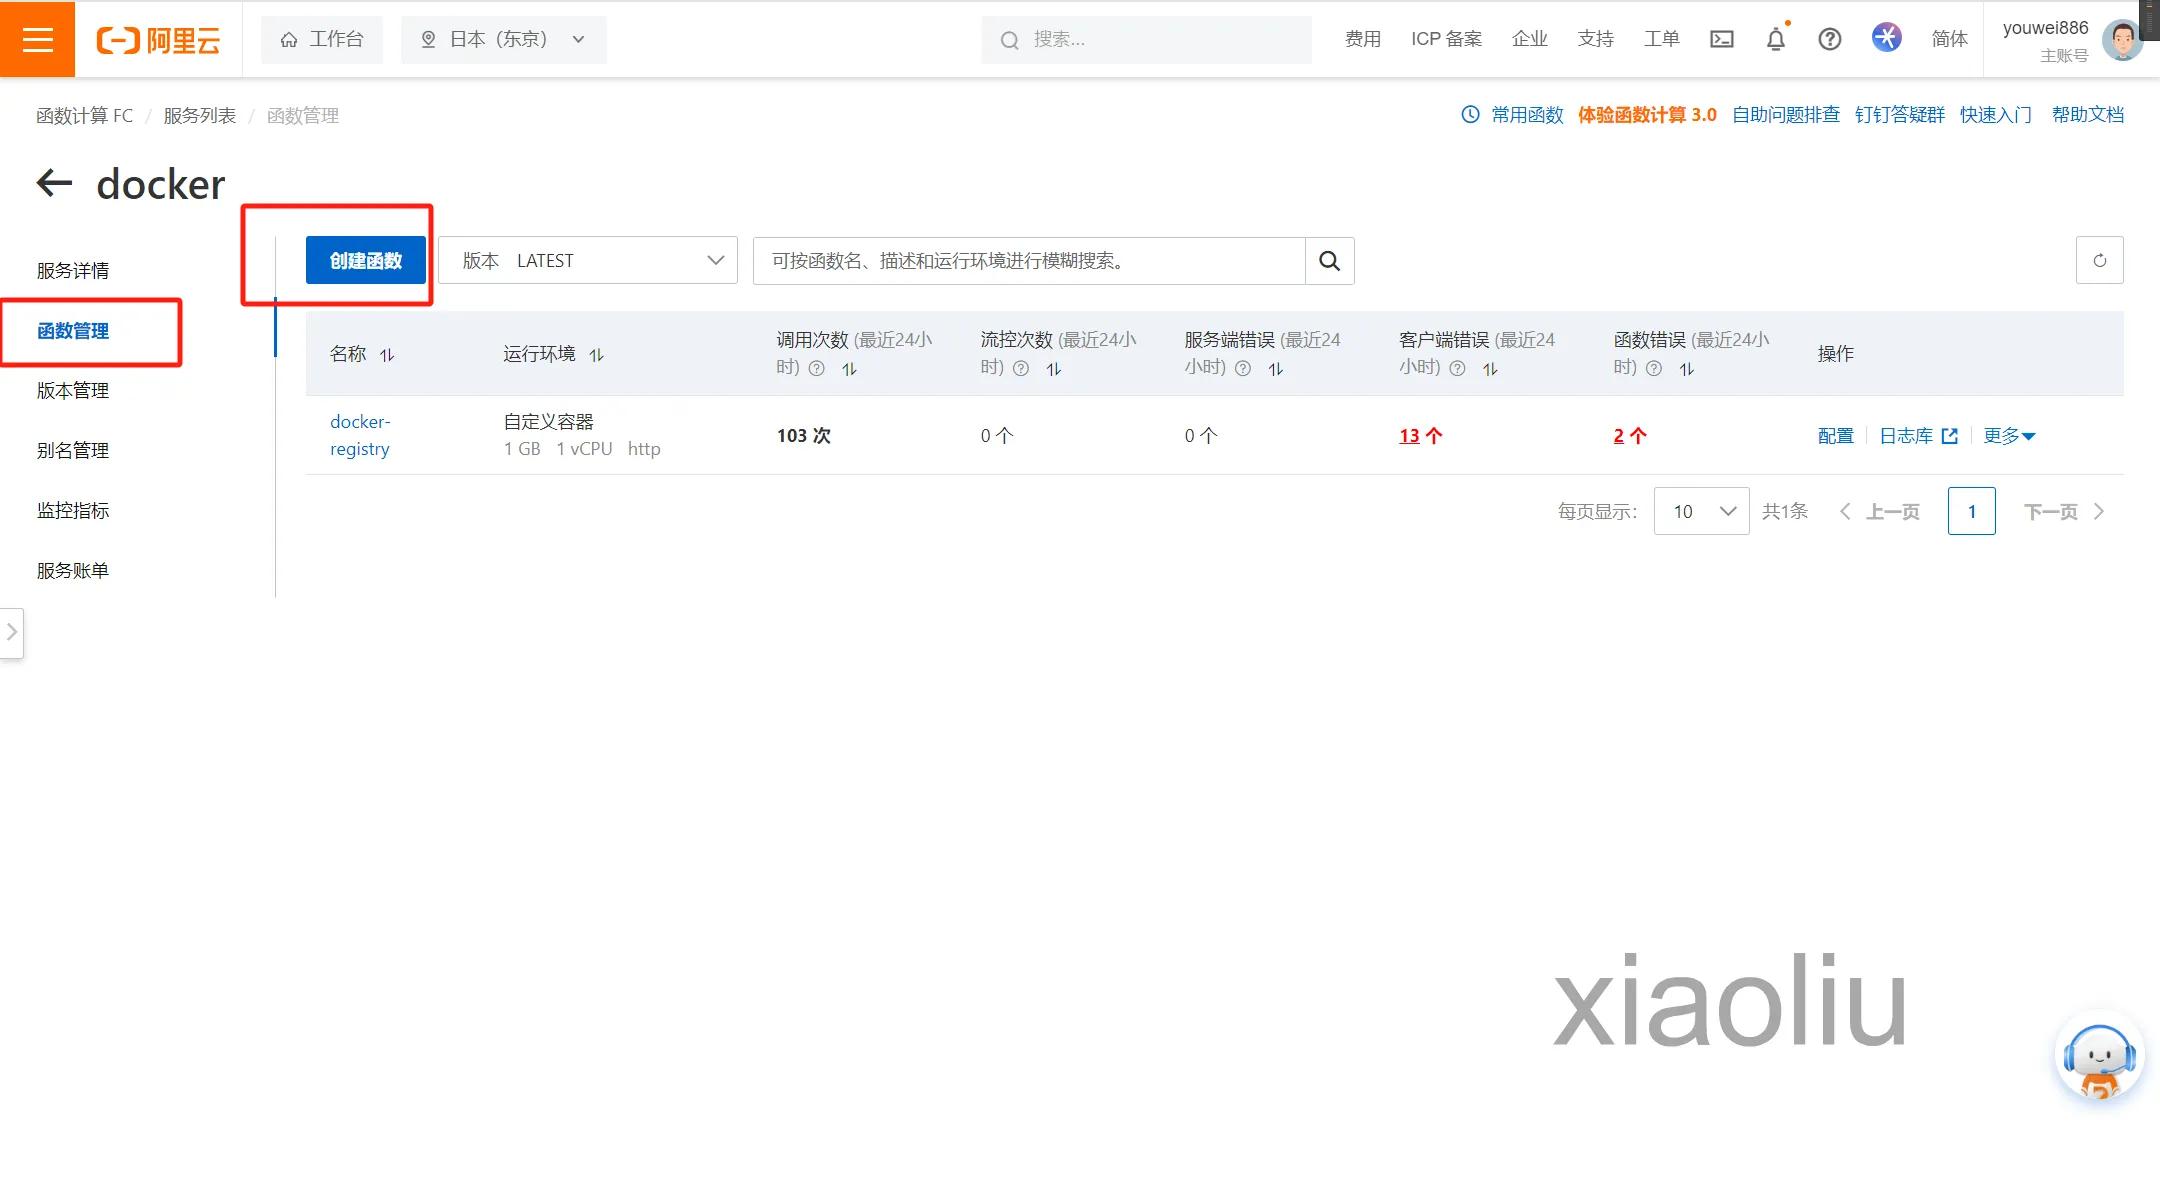 阿里云
工作台
日本（东京）
搜索...
费用
ICP 备案
企业
支持
工单
简体
youwei886
主账号
函数计算 FC / 服务列表 / 函数管理
常用函数 体验函数计算 3.0 自助问题排查 钉钉答疑群 快速入门 帮助文档
docker
服务详情
函数管理
版本管理
别名管理
监控指标
服务账单
创建函数
版本 LATEST
可按函数名、描述和运行环境进行模糊搜索。
名称
运行环境
调用次数 (最近24小
时)
流控次数 (最近24小
时)
服务端错误 (最近24
小时)
客户端错误 (最近24
小时)
函数错误 (最近24小
时)
操作
docker-
registry
自定义容器
1 GB 1 vCPU http
103 次
0 个
0 个
13 个
2 个
配置 日志库 更多
每页显示： 10 共1条 上一页 1 下一页
xiaoliu